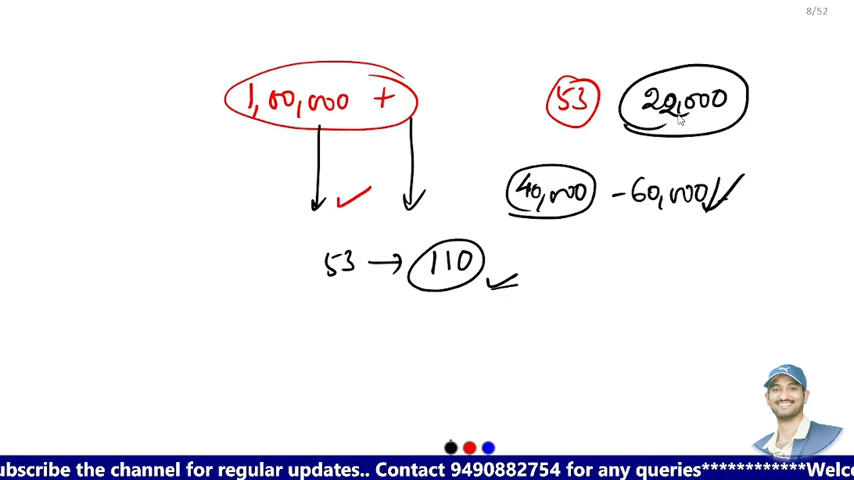 8/52
1,00,000 +
53 22,000
40,000 - 60,000
53 → 110
ubscribe the channel for regular updates.. Contact 9490882754 for any queries************Welco